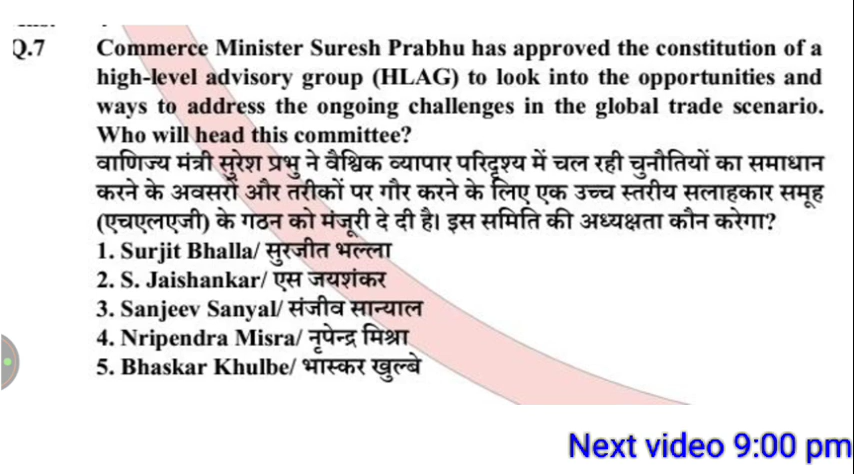 Q.7 Commerce Minister Suresh Prabhu has approved the constitution of a
high-level advisory group (HLAG) to look into the opportunities and
ways to address the ongoing challenges in the global trade scenario.
Who will head this committee?
वाणिज्य मंत्री सुरेश प्रभु ने वैश्विक व्यापार परिदृश्य में चल रही चुनौतियों का समाधान
करने के अवसरों और तरीकों पर गौर करने के लिए एक उच्च स्तरीय सलाहकार समूह
(एचएलएजी) के गठन को मंजूरी दे दी है। इस समिति की अध्यक्षता कौन करेगा?
1. Surjit Bhalla/ सुरजीत भल्ला
2. S. Jaishankar/ एस जयशंकर
3. Sanjeev Sanyal/ संजीव सान्याल
4. Nripendra Misra/ नृपेन्द्र मिश्रा
5. Bhaskar Khulbe/ भास्कर खुल्बे
Next video 9:00 pm